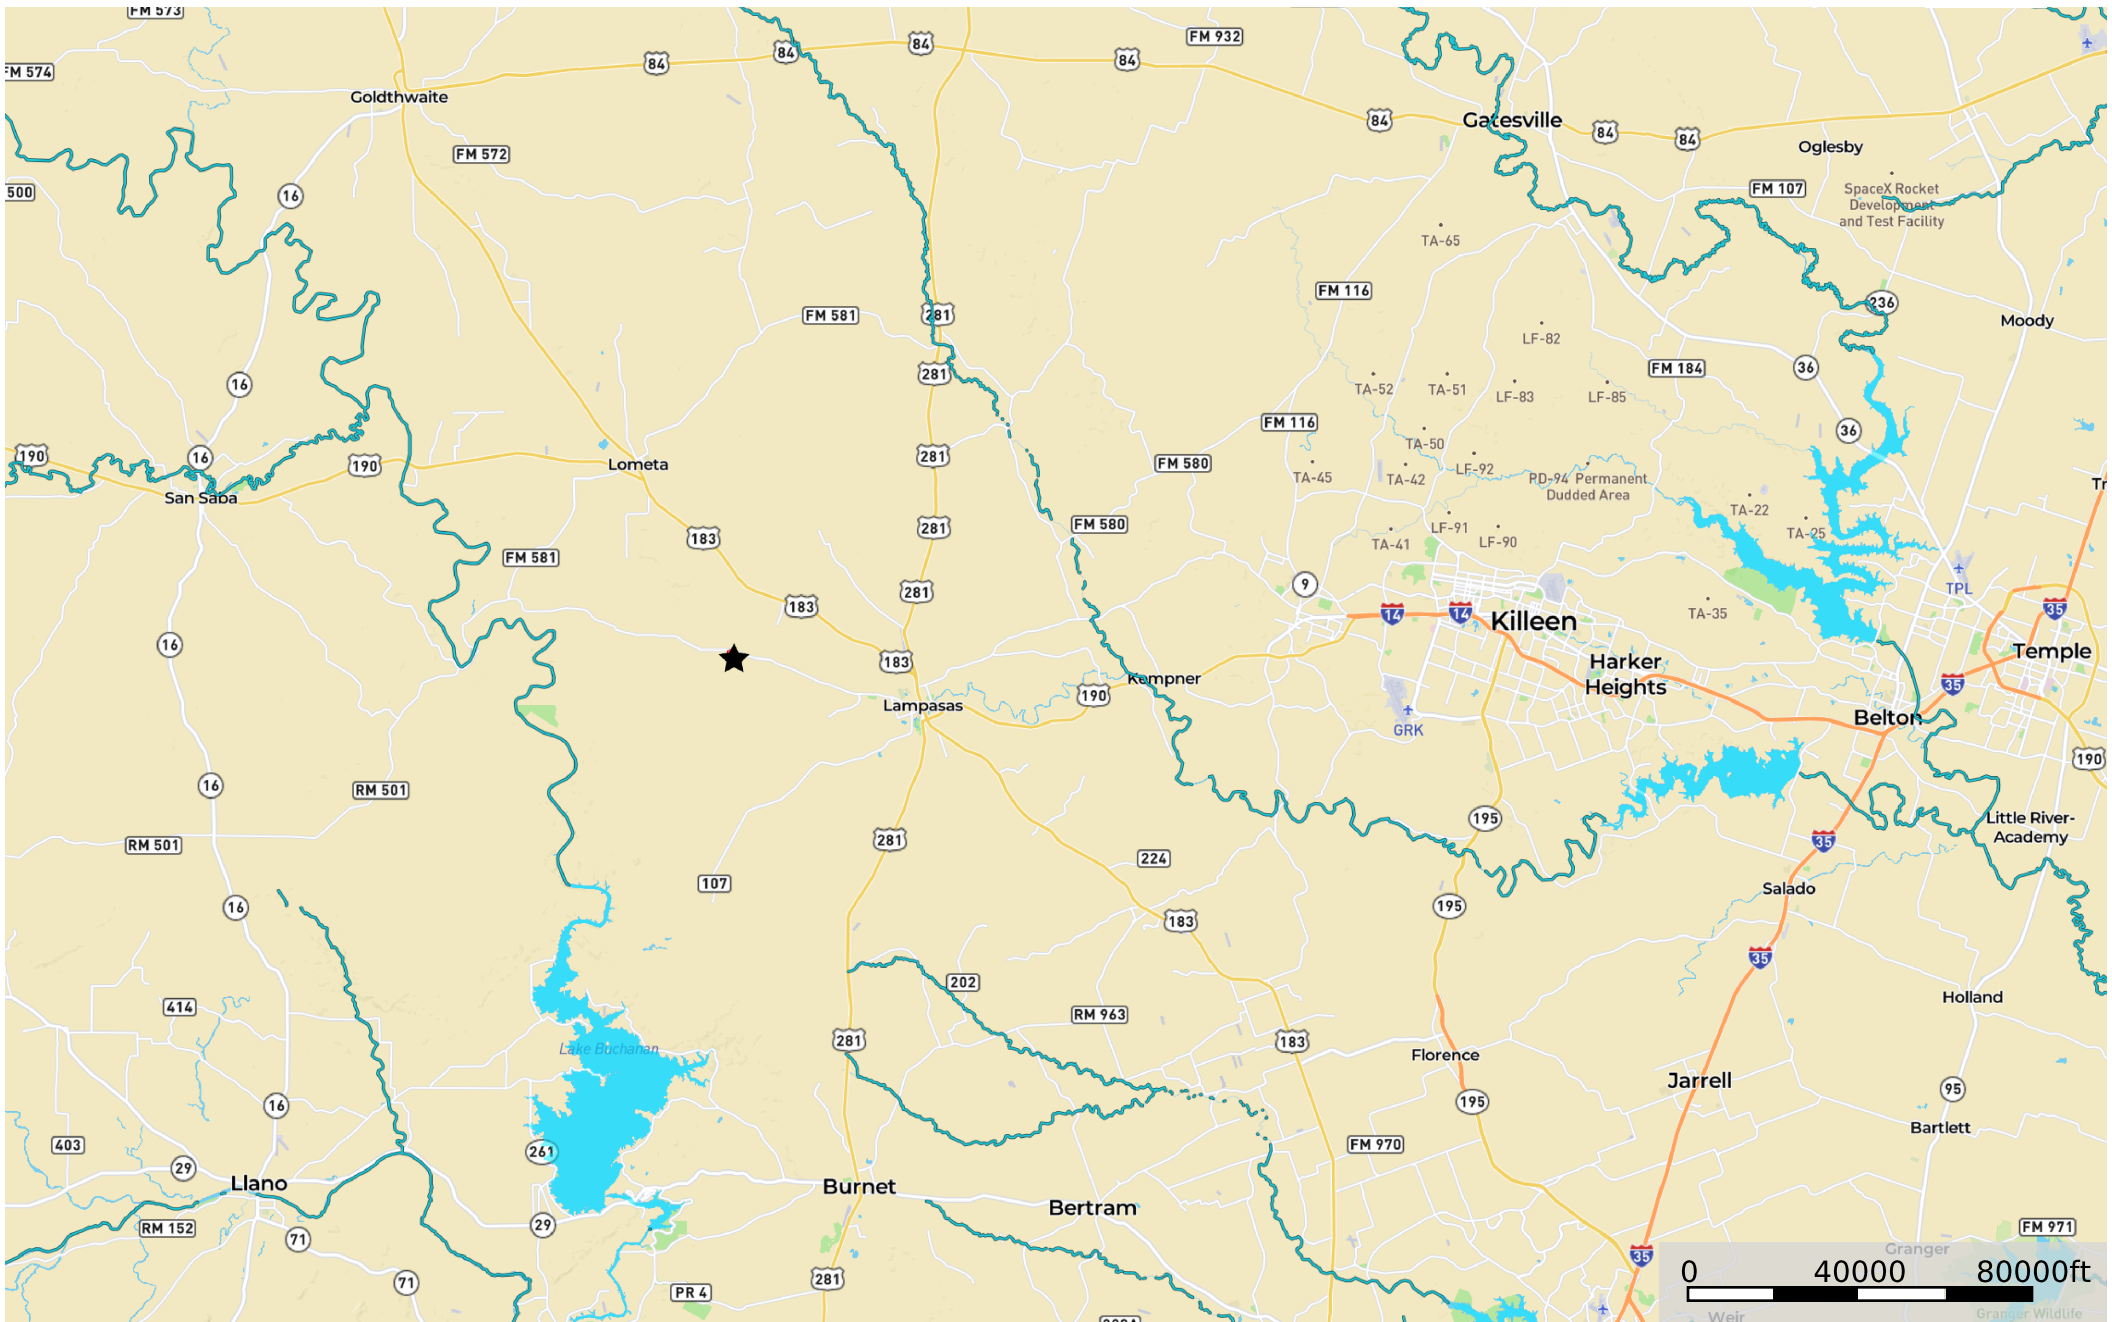 FM 573
FM 932
84
84
84
84
FM 574
Goldthwaite
84
Gatesville
84
84
Oglesby
FM 572
500
16
FM 107
SpaceX Rocket
Development
and Test Facility
TA-65
FM 116
236
FM 581
281
Moody
LF-82
16
281
FM 184
36
TA-52
TA-51
LF-83
LF-85
FM 116
36
190
16
190
Lometa
281
FM 580
TA-50
LF-92
TA-45
TA-42
PD-94 Permanent
Dudded Area
San Saba
Tr
TA-22
183
281
FM 580
LF-91
TA-25
TA-41
LF-90
FM 581
9
TPL
281
183
14
14
Killeen
TA-35
35
16
183
Harker
Heights
Temple
Kempner
190
35
Lampasas
Belton
GRK
190
16
RM 501
195
Little River-
Academy
RM 501
281
35
224
107
Salado
16
195
183
35
202
414
Holland
RM 963
281
183
Lake Buchanan
Florence
Jarrell
16
195
95
403
261
FM 970
Bartlett
29
Llano
Burnet
Bertram
RM 152
29
71
FM 971
35
Granger
71
281
PR 4
0
40000
80000ft
Weir
Granger Wildlife